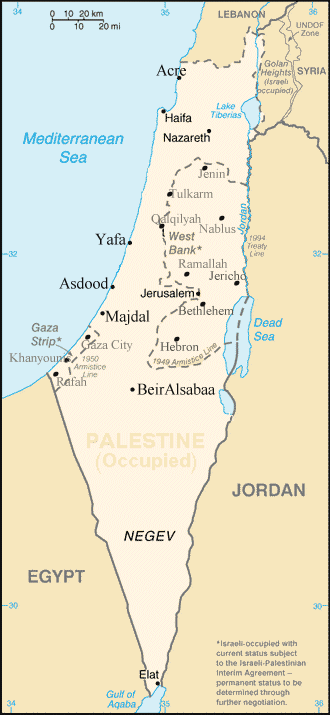 34
35
36
0 10 20 km
0 10 20 mi
LEBANON
UNDOF
Zone
Golan
Heights
(Israeli
occupied)
SYRIA
Acre
Lake
Tiberias
Haifa
Nazareth
Mediterranean
Sea
Jenin
Tulkarm
Qalqilyah
Nablus
Jordan
West
Bank*
1994
Treaty
Line
Yafa
32
32
Ramallah
Jericho
Asdood
Jerusalem
Bethlehem
Majdal
Dead
Sea
Gaza
Strip*
Gaza City
1950
Armistice
Line
Hebron
1949 Armistice Line
Khanyounis
Rafah
BeirAlsabaa
PALESTINE
(Occupied)
JORDAN
NEGEV
EGYPT
30
30
*Israeli-occupied with
current status subject
to the Israeli-Palestinian
Interim Agreement –
permanent status to be
determined through
further negotiation.
Elat
Gulf of
Aqaba
34
35
36